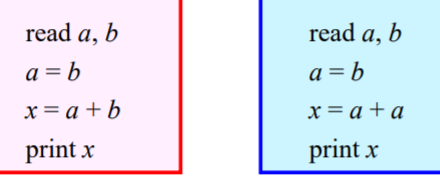 read a, b
a = b
x = a + b
print x
read a, b
a = b
x = a + a
print x